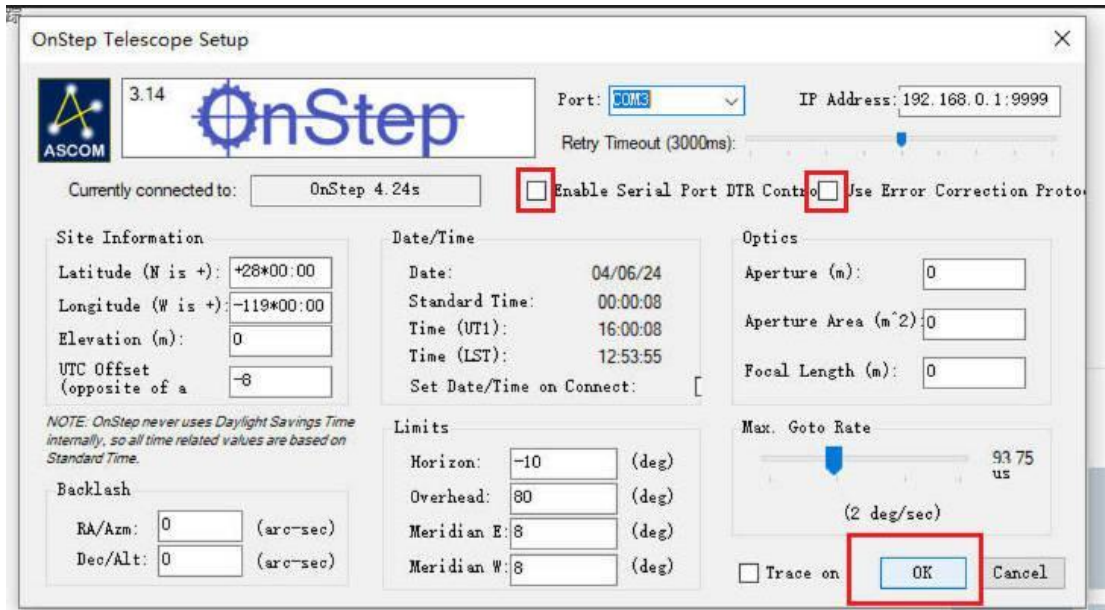 OnStep Telescope Setup
3.14
OnStep
ASCOM
Port: COM3
IP Address: 192.168.0.1:9999
Retry Timeout (3000ms):
Currently connected to: OnStep 4.24s
Enable Serial Port DTR Contro
Use Error Correction Proto
Site Information
Latitude (N is +): +28*00:00
Longitude (W is +): -119*00:00
Elevation (m): 0
UTC Offset
(opposite of a -8
NOTE: OnStep never uses Daylight Savings Time
internally, so all time related values are based on
Standard Time.
Backlash
RA/Azm: 0 (arc-sec)
Dec/Alt: 0 (arc-sec)
Date/Time
Date: 04/06/24
Standard Time: 00:00:08
Time (UT1): 16:00:08
Time (LST): 12:53:55
Set Date/Time on Connect:
Limits
Horizon: -10 (deg)
Overhead: 80 (deg)
Meridian E: 8 (deg)
Meridian W: 8 (deg)
Optics
Aperture (m): 0
Aperture Area (m^2): 0
Focal Length (m): 0
Max. Goto Rate
93.75
us
(2 deg/sec)
Trace on
OK
Cancel